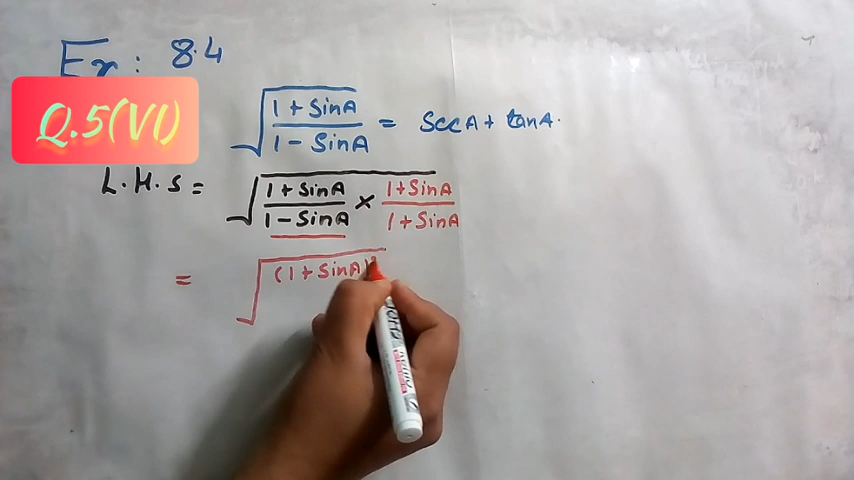 Ex: 8.4
Q.5(VI)
√(1 + SinA / 1 - SinA) = SecA + tanA.
L.H.S = √(1 + SinA / 1 - SinA × 1 + SinA / 1 + SinA)
= √(1 + SinA)